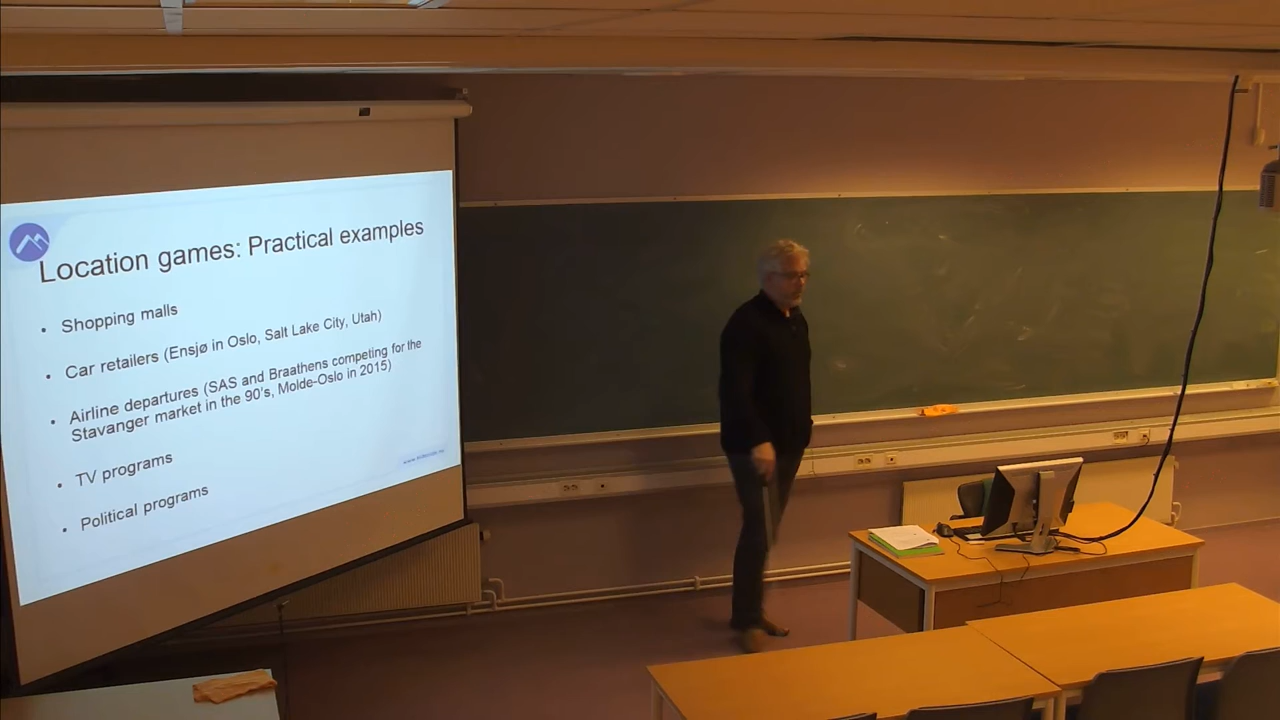 Location games: Practical examples
• Shopping malls
• Car retailers (Ensjø in Oslo, Salt Lake City, Utah)
• Airline departures (SAS and Braathens competing for the
Stavanger market in the 90's, Molde-Oslo in 2015)
• TV programs
• Political programs